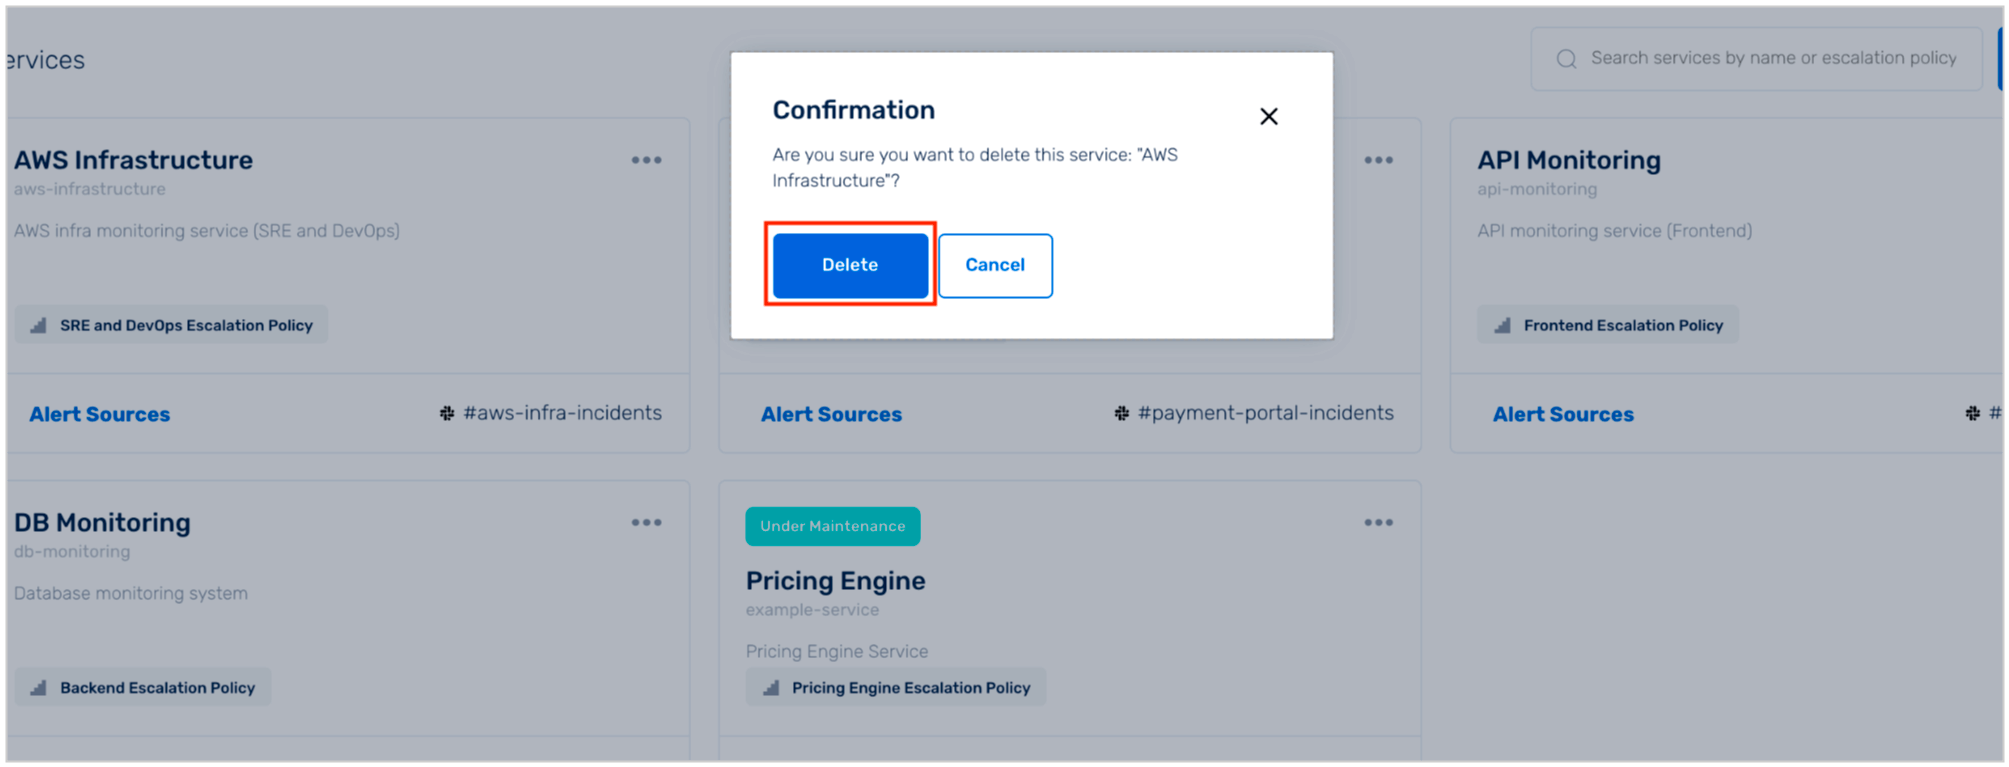 ervices
Search services by name or escalation policy
Confirmation
Are you sure you want to delete this service: "AWS
Infrastructure"?
Delete
Cancel
AWS Infrastructure
aws-infrastructure
AWS infra monitoring service (SRE and DevOps)
SRE and DevOps Escalation Policy
Alert Sources
#aws-infra-incidents
Alert Sources
#payment-portal-incidents
API Monitoring
api-monitoring
API monitoring service (Frontend)
Frontend Escalation Policy
Alert Sources
#
DB Monitoring
db-monitoring
Database monitoring system
Backend Escalation Policy
Under Maintenance
Pricing Engine
example-service
Pricing Engine Service
Pricing Engine Escalation Policy